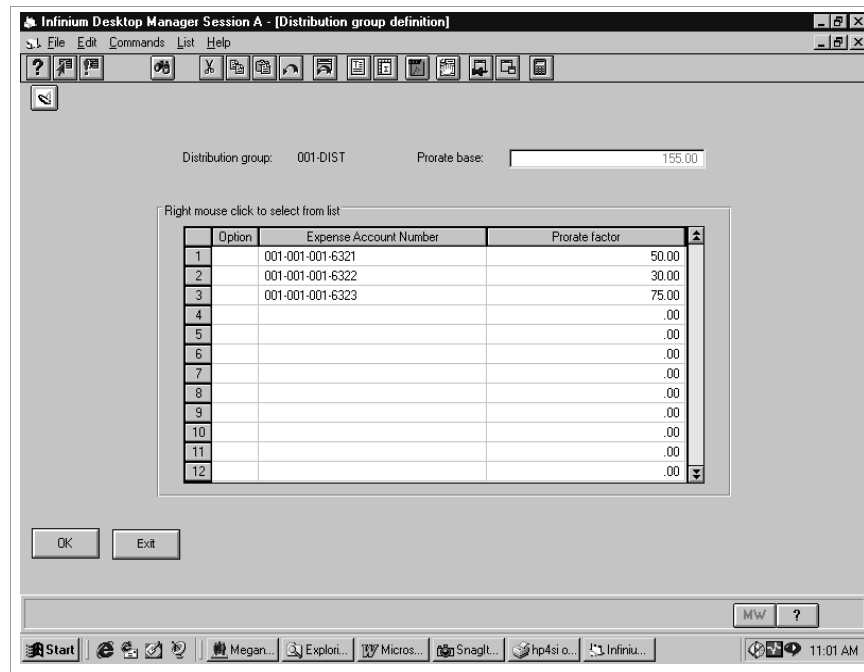 Infinium Desktop Manager Session A - [Distribution group definition]
File Edit Commands List Help
Distribution group: 001-DIST Prorate base: 155.00
Right mouse click to select from list
Option Expense Account Number Prorate factor
1 001-001-001-6321 50.00
2 001-001-001-6322 30.00
3 001-001-001-6323 75.00
4 .00
5 .00
6 .00
7 .00
8 .00
9 .00
10 .00
11 .00
12 .00
OK Exit
MW ?
Start Megan... Explori... Micros... SnagIt... hp4si o... Infiniu... 11:01 AM